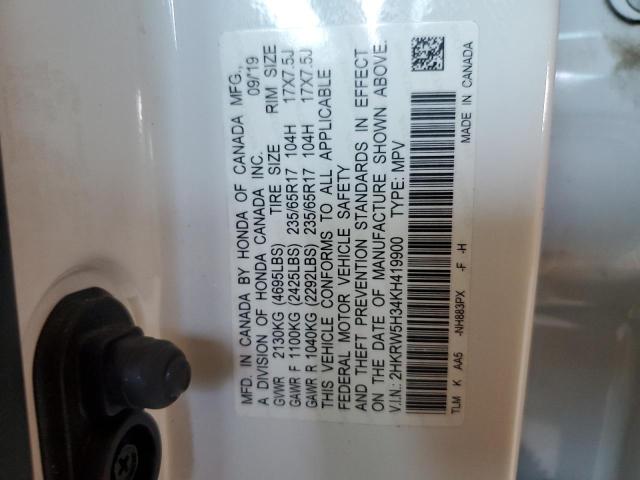 MFD. IN CANADA BY HONDA OF CANADA MFG.,
A DIVISION OF HONDA CANADA INC. 09/19
GVWR 2130KG (4695LBS) TIRE SIZE RIM SIZE
GAWR F 1100KG (2425LBS) 235/65R17 104H 17X7.5J
GAWR R 1040KG (2292LBS) 235/65R17 104H 17X7.5J
THIS VEHICLE CONFORMS TO ALL APPLICABLE
FEDERAL MOTOR VEHICLE SAFETY
AND THEFT PREVENTION STANDARDS IN EFFECT
ON THE DATE OF MANUFACTURE SHOWN ABOVE.
V.I.N.: 2HKRW5H34KH419900 TYPE: MPV
TLM K AA5 -NH883PX -F -H MADE IN CANADA